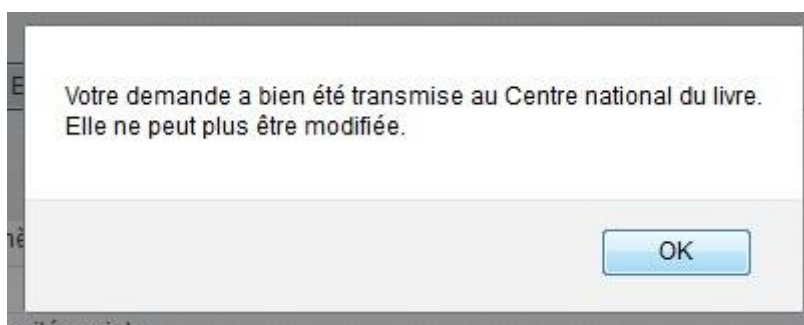 Votre demande a bien été transmise au Centre national du livre.
Elle ne peut plus être modifiée.
OK